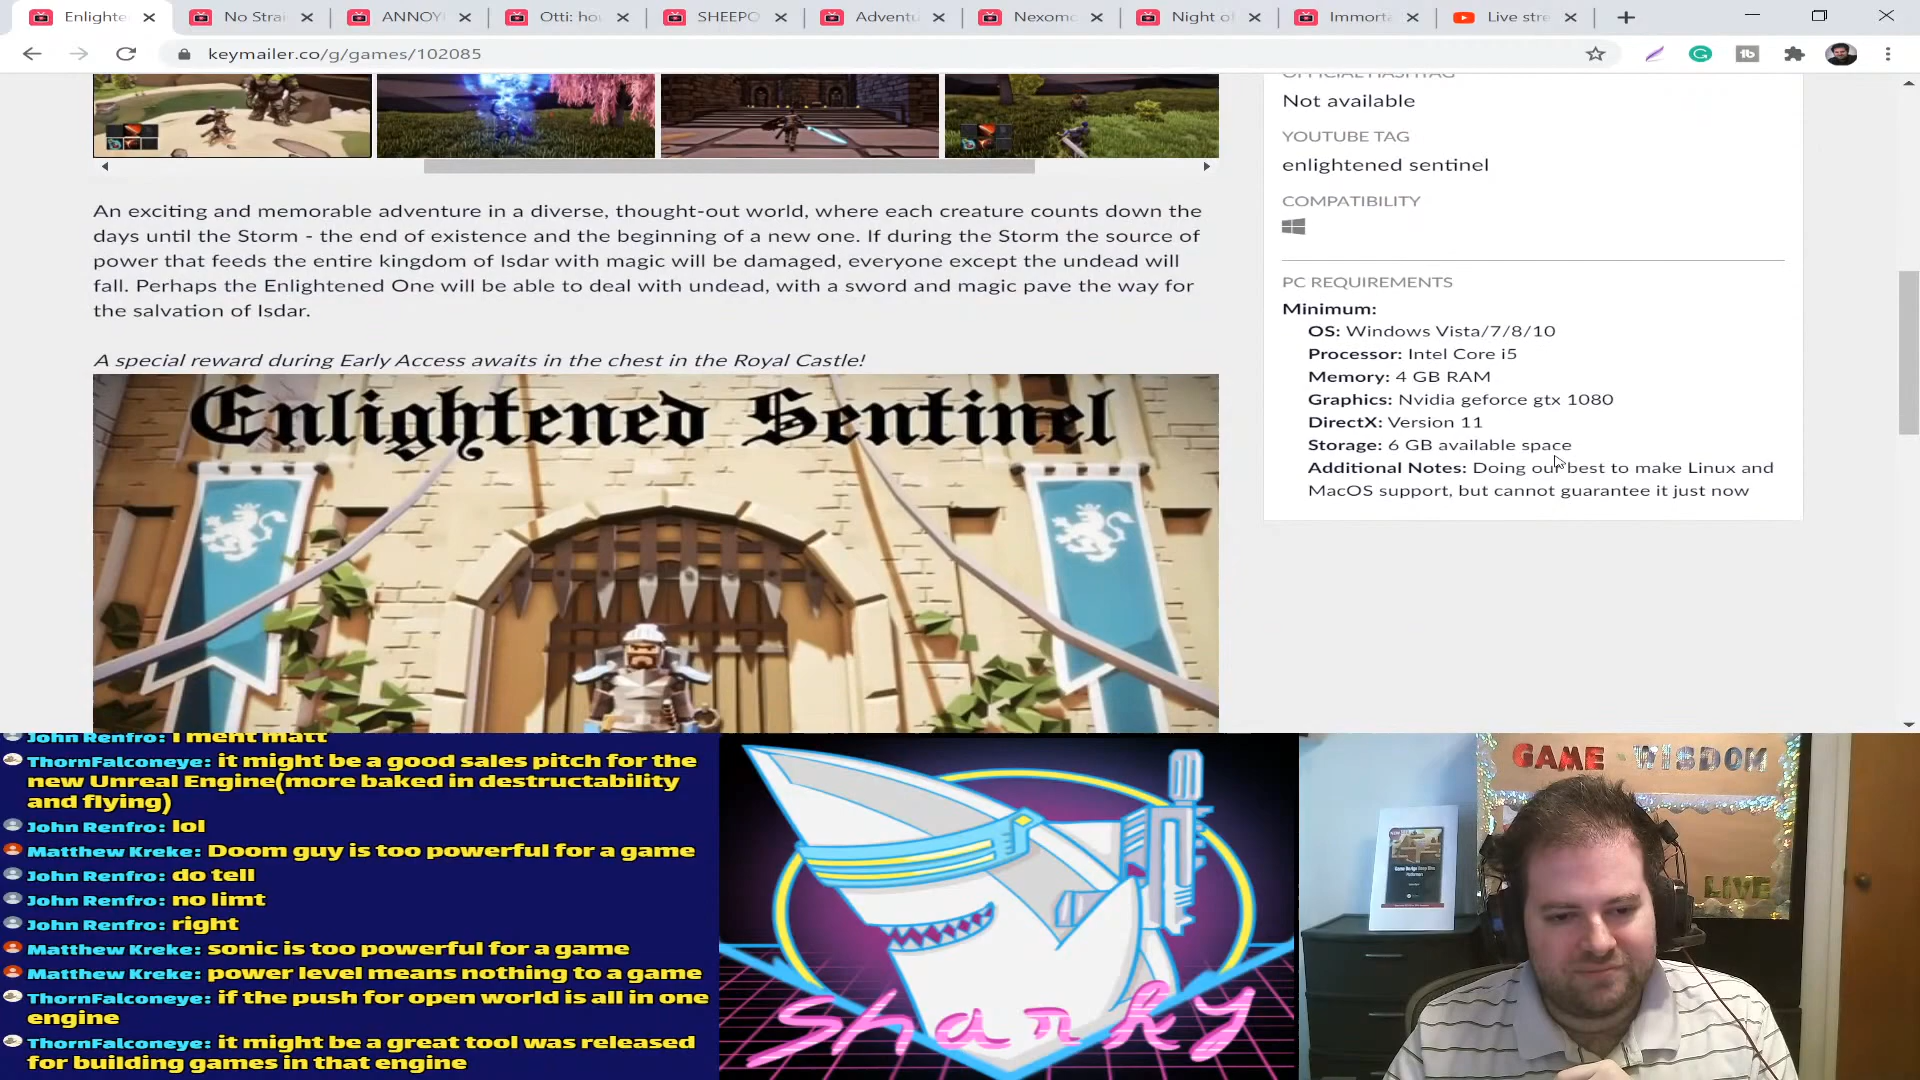 Enlighte
No Strai
ANNOY
Otti: ho
SHEEPO
Adventu
Nexomo
Night of
Immorta
Live stre
keymailer.co/g/games/102085
OFFICIAL HASHTAG
Not available
YOUTUBE TAG
enlightened sentinel
COMPATIBILITY
PC REQUIREMENTS
Minimum:
OS: Windows Vista/7/8/10
Processor: Intel Core i5
Memory: 4 GB RAM
Graphics: Nvidia geforce gtx 1080
DirectX: Version 11
Storage: 6 GB available space
Additional Notes: Doing our best to make Linux and
MacOS support, but cannot guarantee it just now
An exciting and memorable adventure in a diverse, thought-out world, where each creature counts down the
days until the Storm - the end of existence and the beginning of a new one. If during the Storm the source of
power that feeds the entire kingdom of Isdar with magic will be damaged, everyone except the undead will
fall. Perhaps the Enlightened One will be able to deal with undead, with a sword and magic pave the way for
the salvation of Isdar.
A special reward during Early Access awaits in the chest in the Royal Castle!
Enlightened Sentinel
John Renfro: I ment matt
ThornFalconeye: it might be a good sales pitch for the
new Unreal Engine(more baked in destructability
and flying)
John Renfro: lol
Matthew Kreke: Doom guy is too powerful for a game
John Renfro: do tell
John Renfro: no limt
John Renfro: right
Matthew Kreke: sonic is too powerful for a game
Matthew Kreke: power level means nothing to a game
ThornFalconeye: if the push for open world is all in one
engine
ThornFalconeye: it might be a great tool was released
for building games in that engine
sharky
GAME WISDOM
LIVE